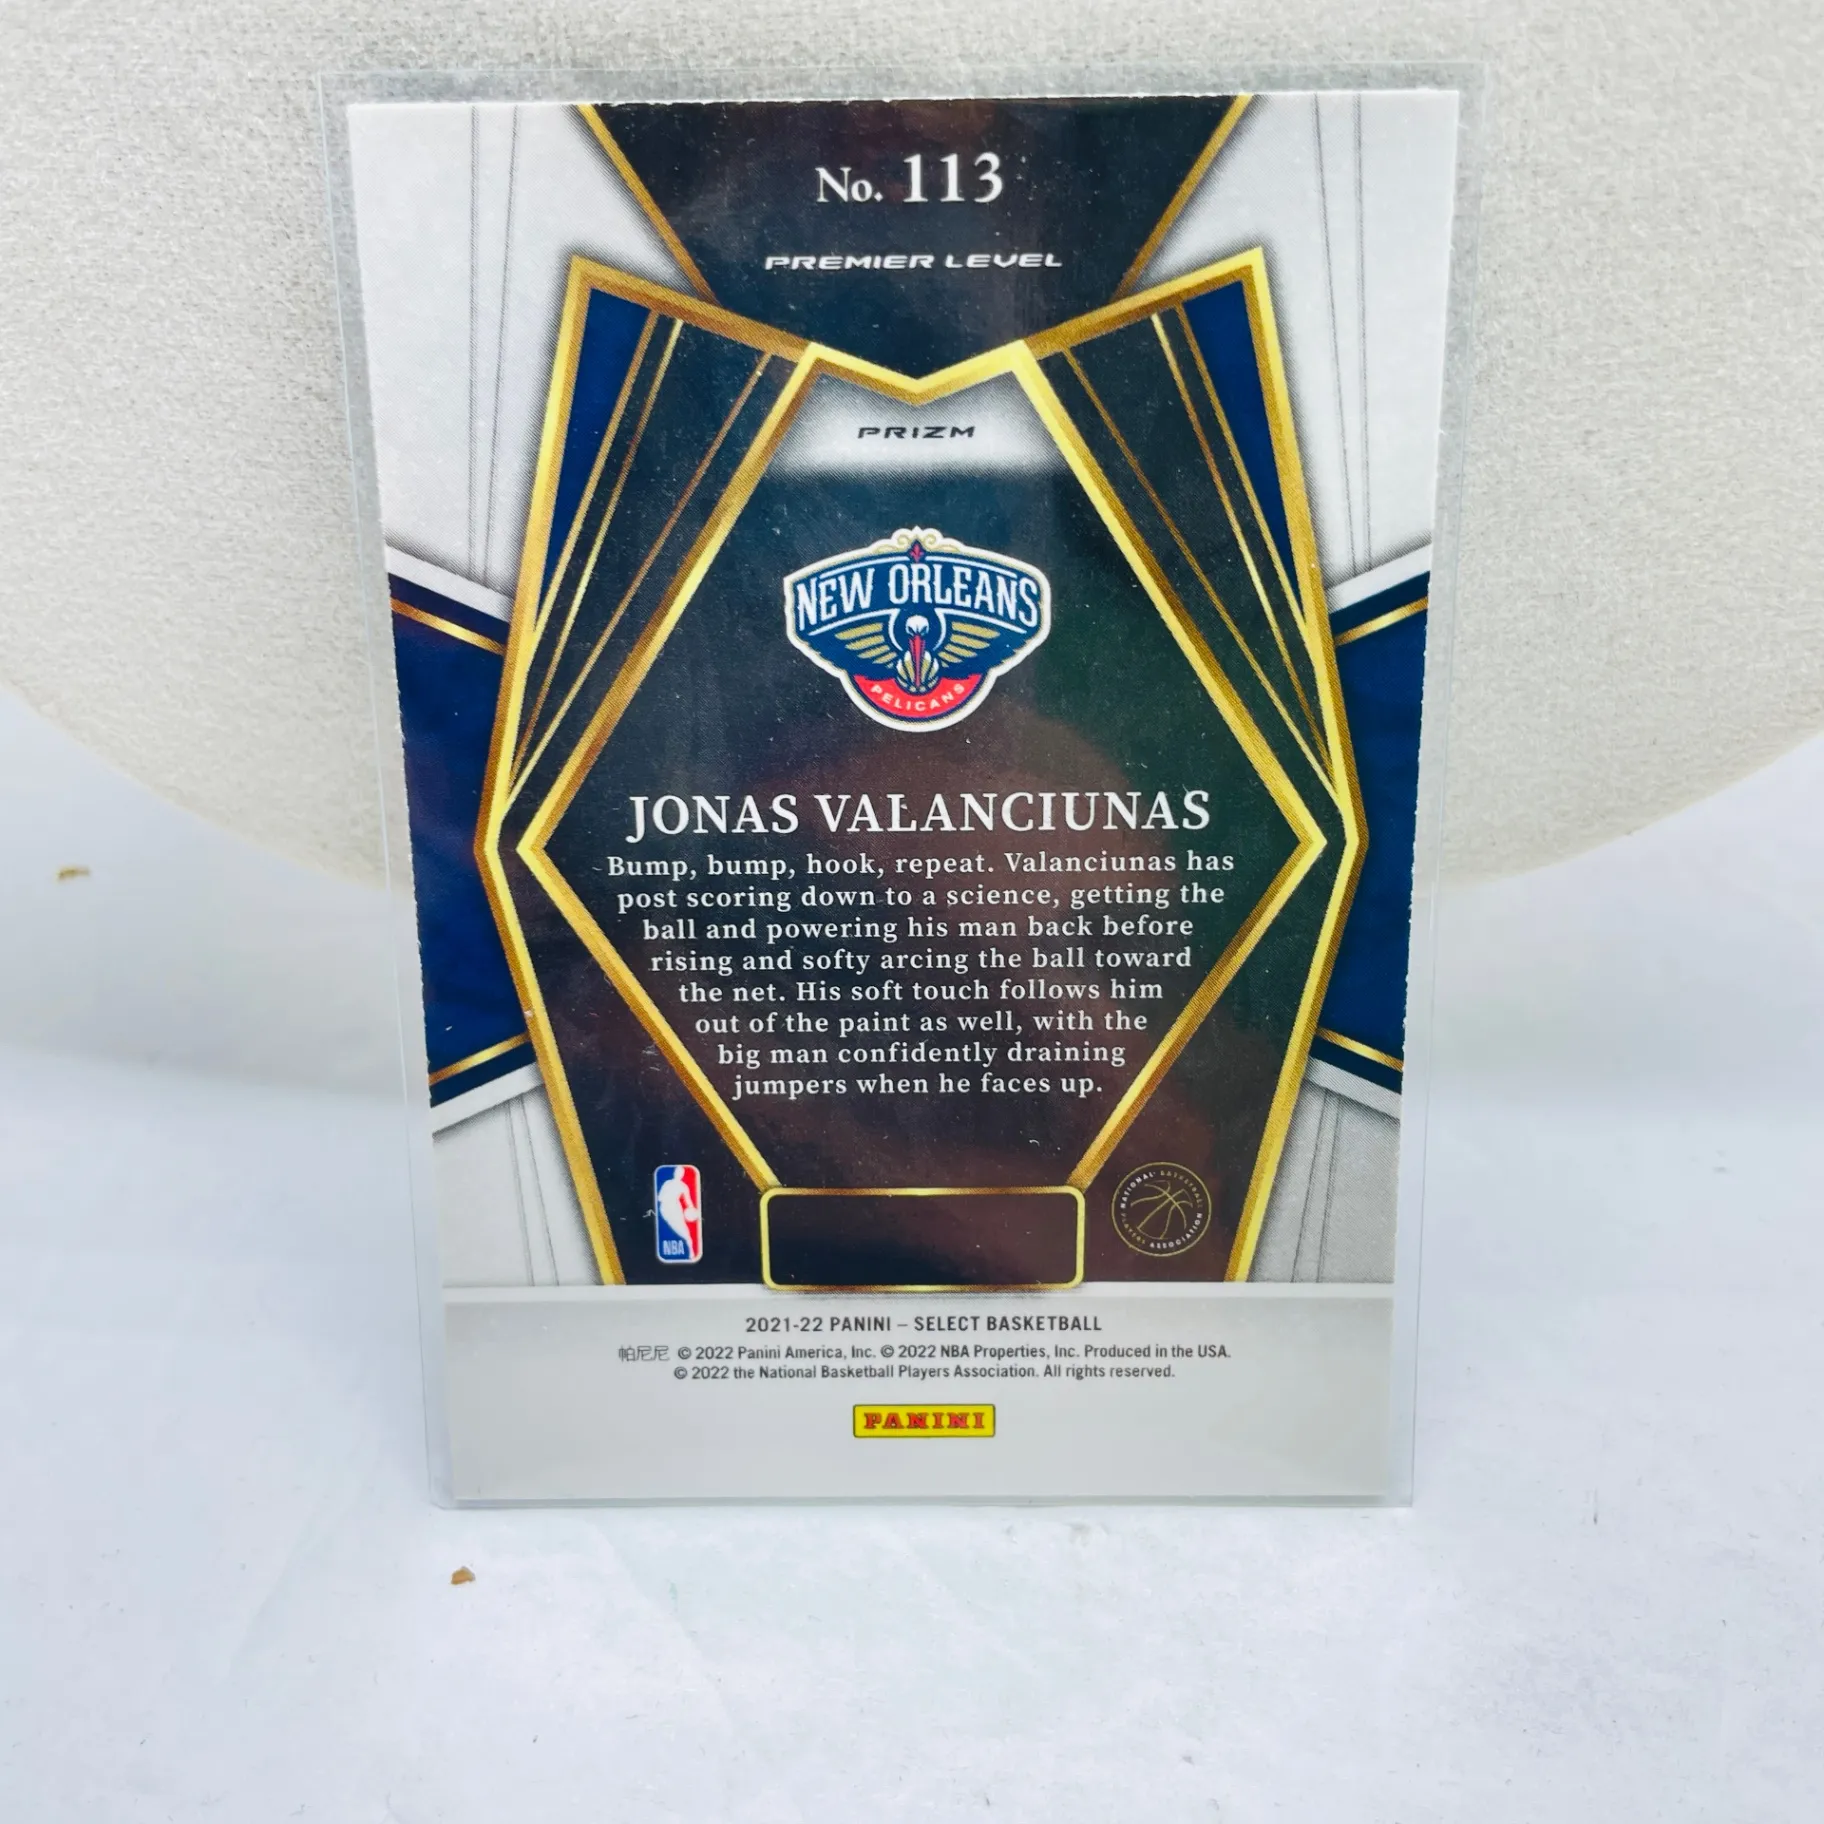 No. 113
PREMIER LEVEL
PRIZM
NEW ORLEANS
PELICANS
JONAS VALANCIUNAS
Bump, bump, hook, repeat. Valanciunas has
post scoring down to a science, getting the
ball and powering his man back before
rising and softy arcing the ball toward
the net. His soft touch follows him
out of the paint as well, with the
big man confidently draining
jumpers when he faces up.
NBA
NATIONAL BASKETBALL
PLAYERS ASSOCIATION
2021-22 PANINI – SELECT BASKETBALL
帕尼尼 © 2022 Panini America, Inc. © 2022 NBA Properties, Inc. Produced in the USA.
© 2022 the National Basketball Players Association. All rights reserved.
PANINI